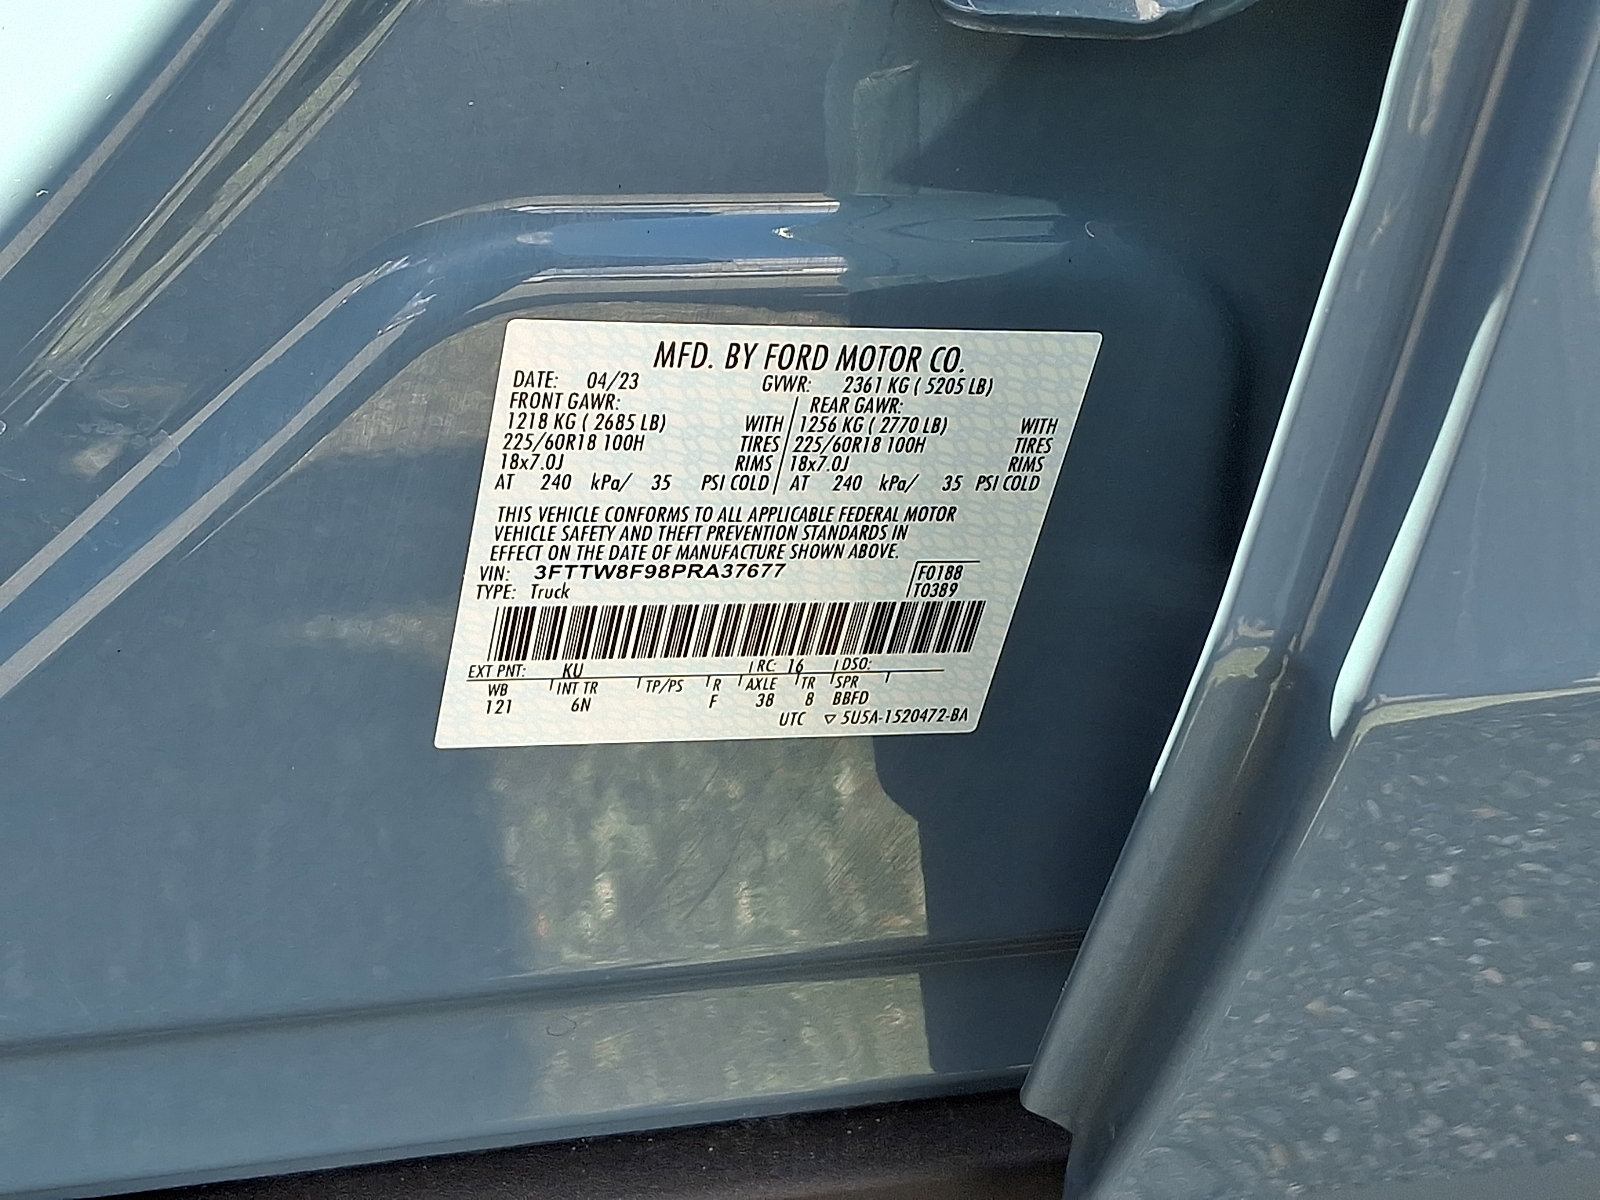 MFD. BY FORD MOTOR CO.
DATE: 04/23 GVWR: 2361 KG ( 5205 LB)
FRONT GAWR: REAR GAWR:
1218 KG ( 2685 LB) WITH 1256 KG ( 2770 LB) WITH
225/60R18 100H TIRES 225/60R18 100H TIRES
18x7.0J RIMS 18x7.0J RIMS
AT 240 kPa/ 35 PSI COLD AT 240 kPa/ 35 PSI COLD
THIS VEHICLE CONFORMS TO ALL APPLICABLE FEDERAL MOTOR
VEHICLE SAFETY AND THEFT PREVENTION STANDARDS IN
EFFECT ON THE DATE OF MANUFACTURE SHOWN ABOVE.
VIN: 3FTTW8F98PRA37677 F0188
TYPE: Truck T0389
EXT PNT: KU RC: 16 DSO:
WB INT TR TP/PS R AXLE TR SPR
121 6N F 38 8 BBFD
UTC ▽ 5U5A-1520472-BA